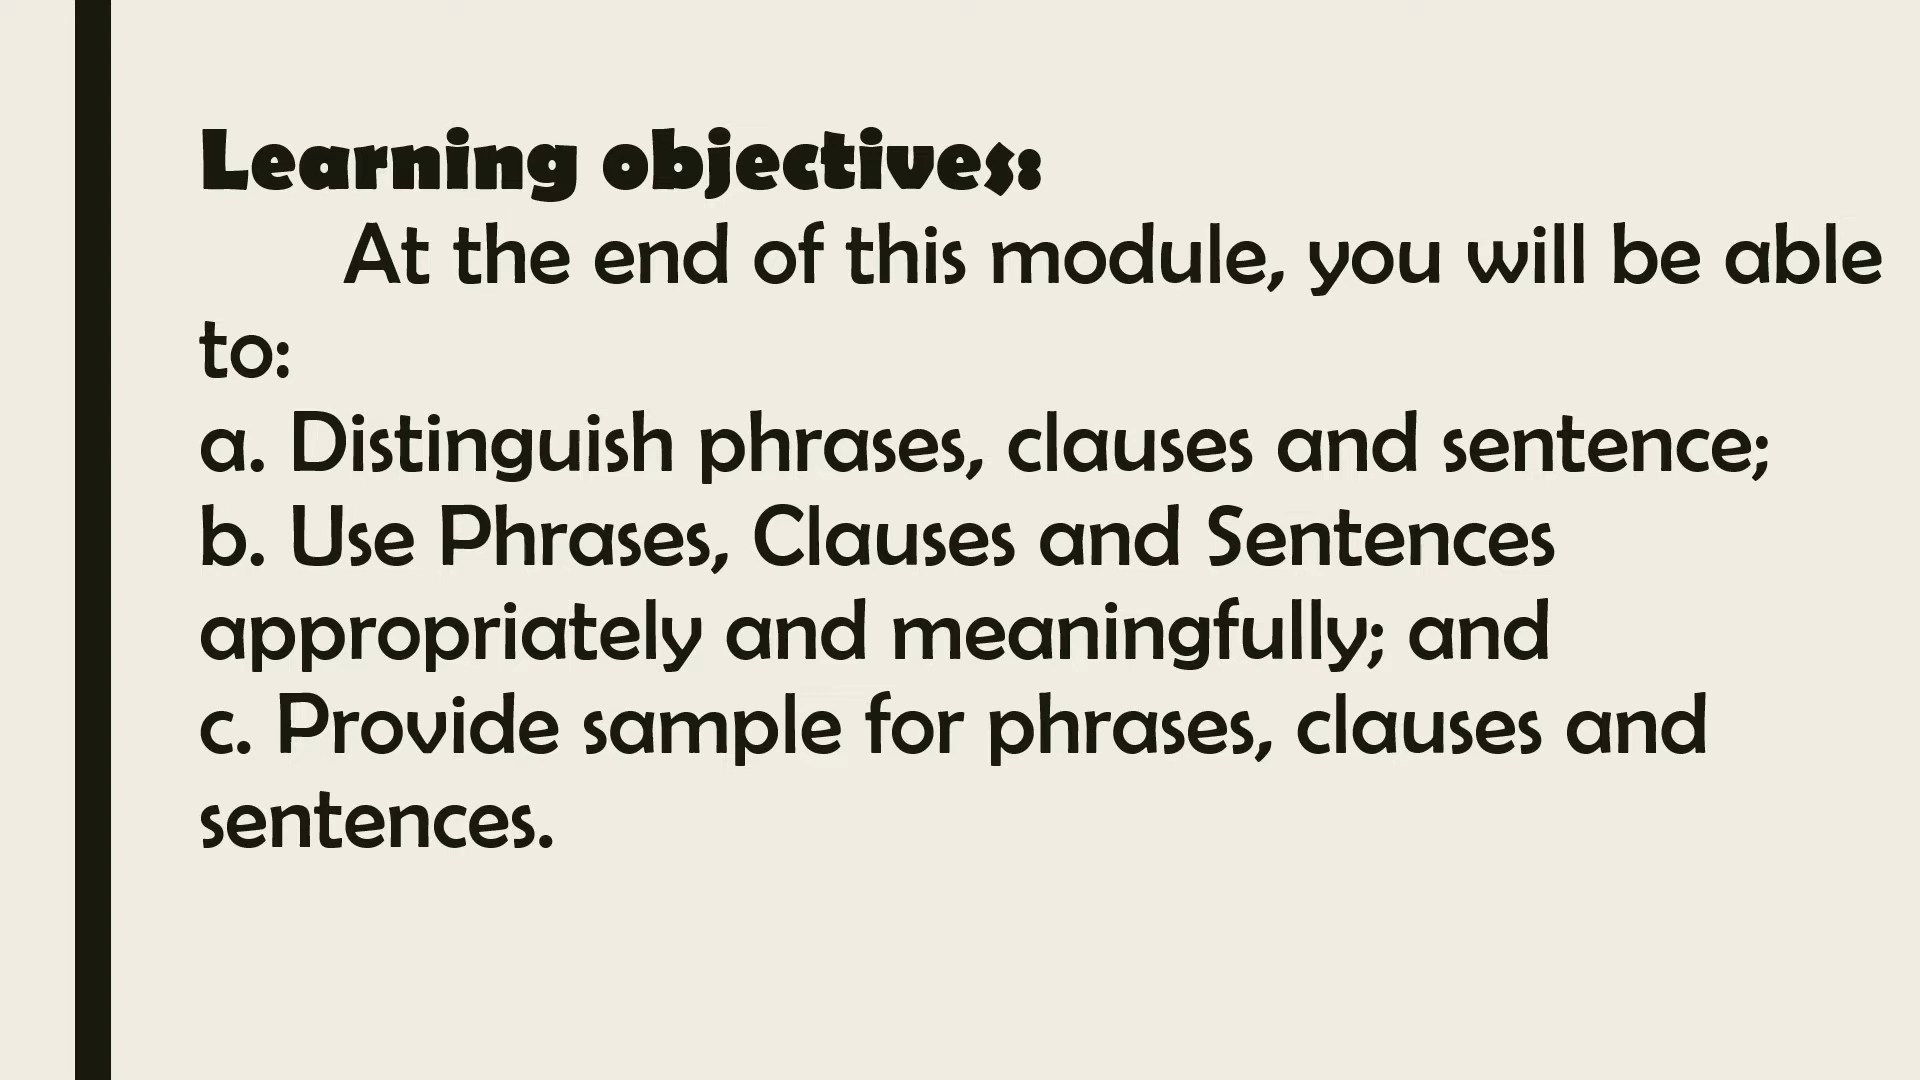 Learning objectives:
At the end of this module, you will be able
to:
a. Distinguish phrases, clauses and sentence;
b. Use Phrases, Clauses and Sentences
appropriately and meaningfully; and
c. Provide sample for phrases, clauses and
sentences.